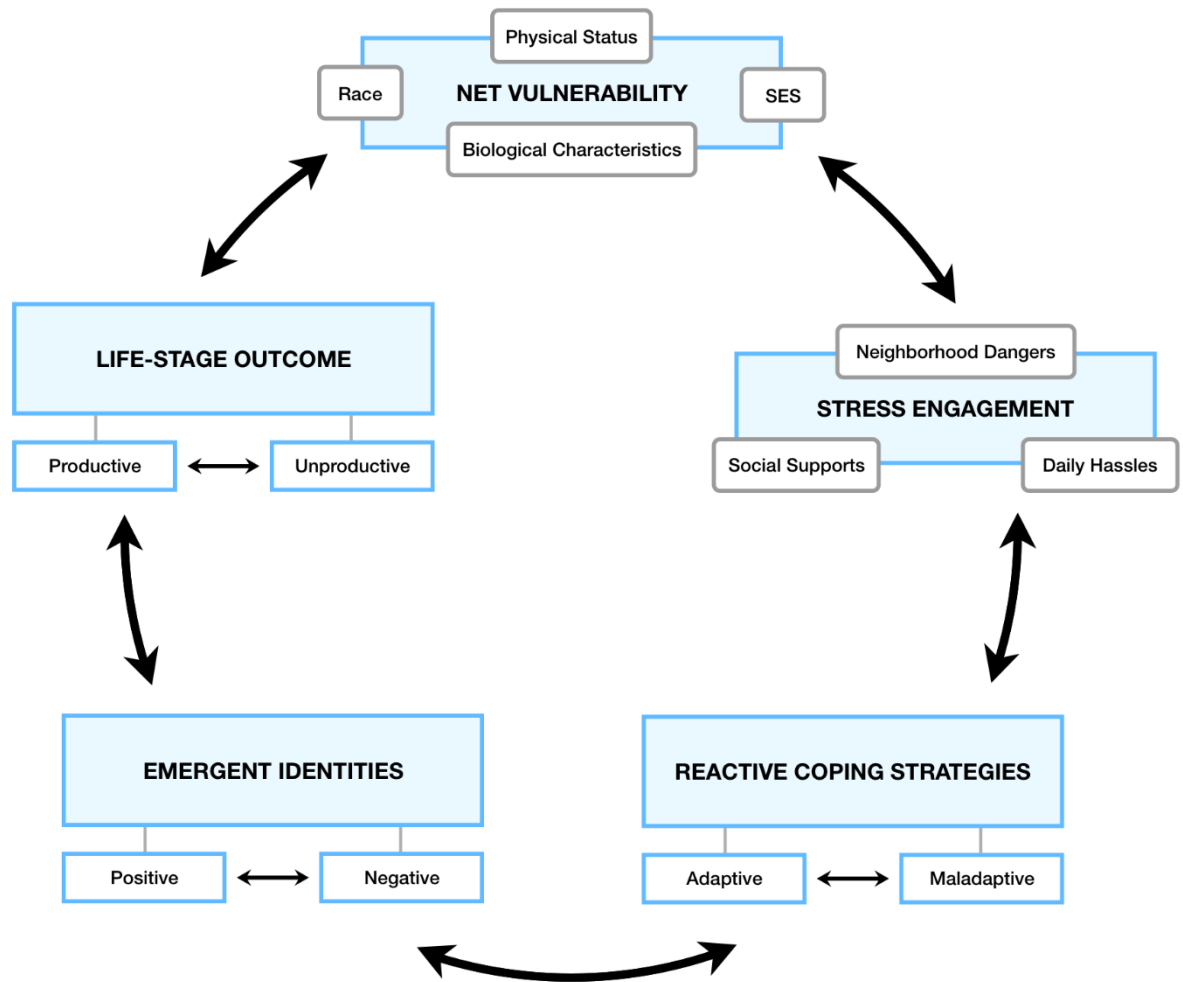 Physical Status
Race
NET VULNERABILITY
SES
Biological Characteristics
LIFE-STAGE OUTCOME
Productive
Unproductive
Neighborhood Dangers
STRESS ENGAGEMENT
Social Supports
Daily Hassles
EMERGENT IDENTITIES
Positive
Negative
REACTIVE COPING STRATEGIES
Adaptive
Maladaptive